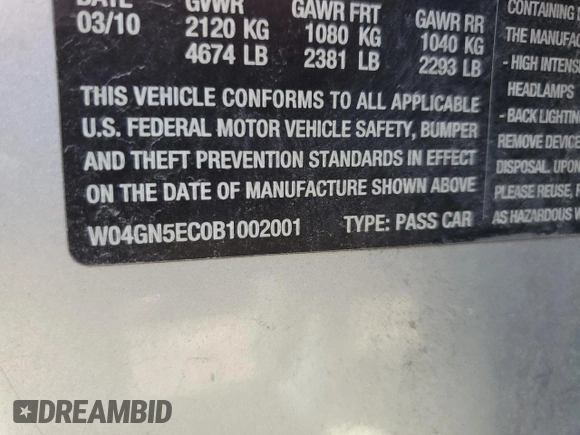 DATE GVWR GAWR FRT GAWR RR
03/10 2120 KG 1080 KG 1040 KG
4674 LB 2381 LB 2293 LB
THIS VEHICLE CONFORMS TO ALL APPLICABLE
U.S. FEDERAL MOTOR VEHICLE SAFETY, BUMPER
AND THEFT PREVENTION STANDARDS IN EFFECT
ON THE DATE OF MANUFACTURE SHOWN ABOVE
W04GN5EC0B1002001 TYPE: PASS CAR
CONTAINING
THE MANUFAC
- HIGH INTENS
HEADLAMPS
- BACK LIGHTIN
REMOVE DEVICE
DISPOSAL. UPON
PLEASE REUSE,
AS HAZARDOUS
DREAMBID